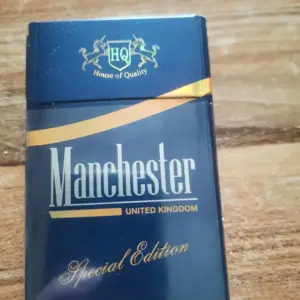 HQ
House of Quality
Manchester
UNITED KINGDOM
Special Edition